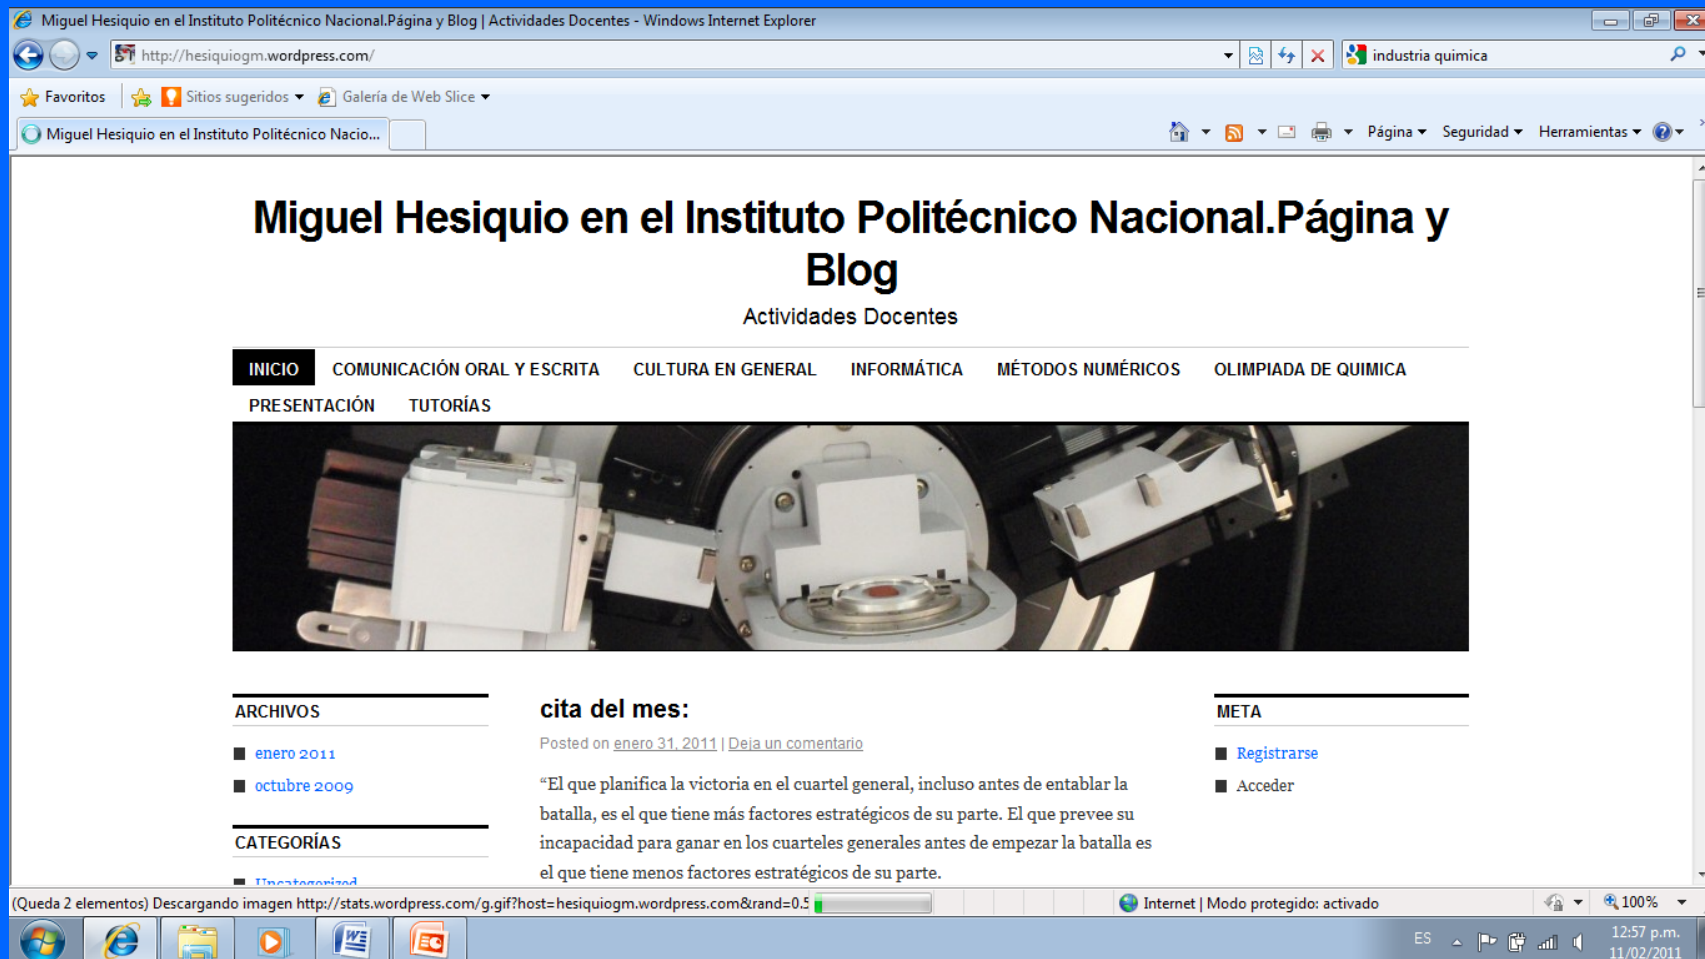 Miguel Hesiquio en el Instituto Politécnico Nacional.Página y Blog | Actividades Docentes - Windows Internet Explorer
http://hesiquiogm.wordpress.com/
industria quimica
Favoritos
Sitios sugeridos
Galería de Web Slice
Miguel Hesiquio en el Instituto Politécnico Nacio...
Página
Seguridad
Herramientas
Miguel Hesiquio en el Instituto Politécnico Nacional.Página y
Blog
Actividades Docentes
INICIO COMUNICACIÓN ORAL Y ESCRITA CULTURA EN GENERAL INFORMÁTICA MÉTODOS NUMÉRICOS OLIMPIADA DE QUIMICA
PRESENTACIÓN TUTORÍAS
ARCHIVOS
enero 2011
octubre 2009
CATEGORÍAS
Uncategorized
cita del mes:
Posted on enero 31, 2011 | Deja un comentario
“El que planifica la victoria en el cuartel general, incluso antes de entablar la
batalla, es el que tiene más factores estratégicos de su parte. El que prevee su
incapacidad para ganar en los cuarteles generales antes de empezar la batalla es
el que tiene menos factores estratégicos de su parte.
META
Registrarse
Acceder
(Queda 2 elementos) Descargando imagen http://stats.wordpress.com/g.gif?host=hesiquiogm.wordpress.com&rand=0.5
Internet | Modo protegido: activado
100%
ES
12:57 p.m.
11/02/2011